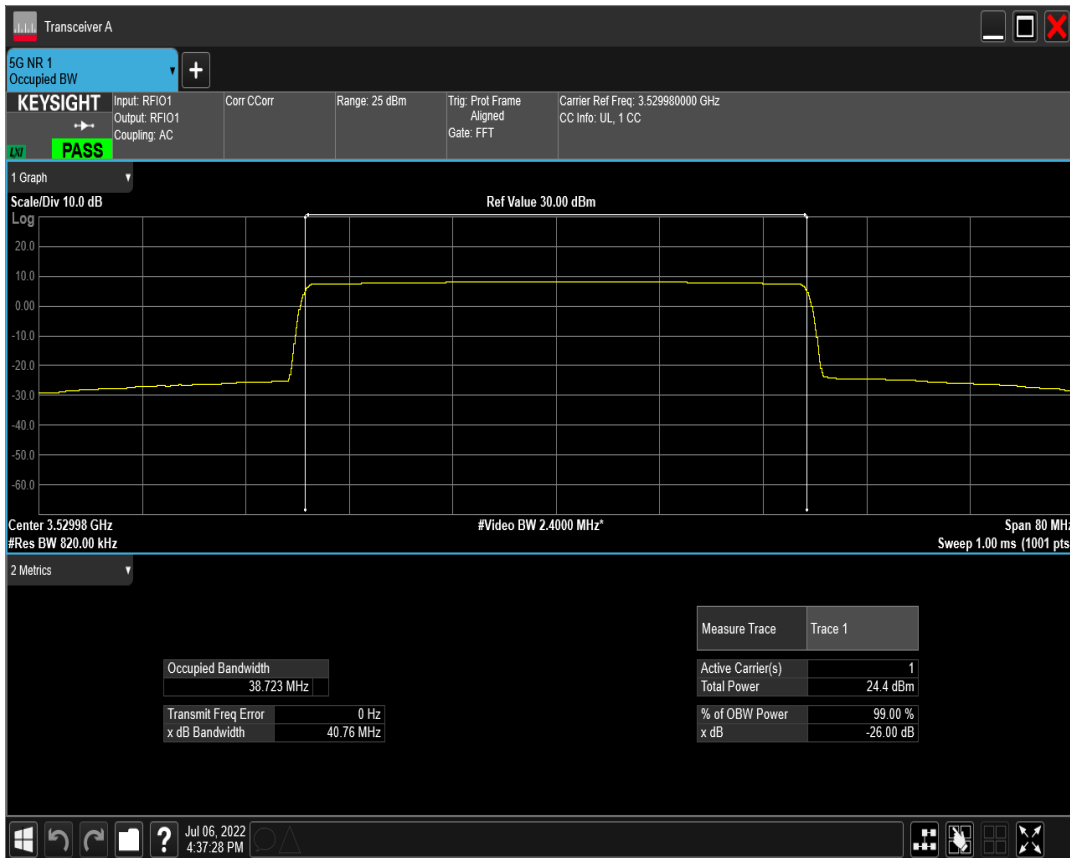 Transceiver A
5G NR 1
Occupied BW
+
KEYSIGHT
LXI
PASS
Input: RFIO1
Output: RFIO1
Coupling: AC
Corr CCorr
Range: 25 dBm
Trig: Prot Frame
Aligned
Gate: FFT
Carrier Ref Freq: 3.529980000 GHz
CC Info: UL, 1 CC
1 Graph
Scale/Div 10.0 dB
Ref Value 30.00 dBm
Log
20.0
10.0
0.00
-10.0
-20.0
-30.0
-40.0
-50.0
-60.0
Center 3.52998 GHz
#Video BW 2.4000 MHz*
Span 80 MHz
#Res BW 820.00 kHz
Sweep 1.00 ms (1001 pts
2 Metrics
Measure Trace Trace 1
Occupied Bandwidth
38.723 MHz
Active Carrier(s) 1
Total Power 24.4 dBm
Transmit Freq Error 0 Hz
x dB Bandwidth 40.76 MHz
% of OBW Power 99.00 %
x dB -26.00 dB
?
Jul 06, 2022
4:37:28 PM